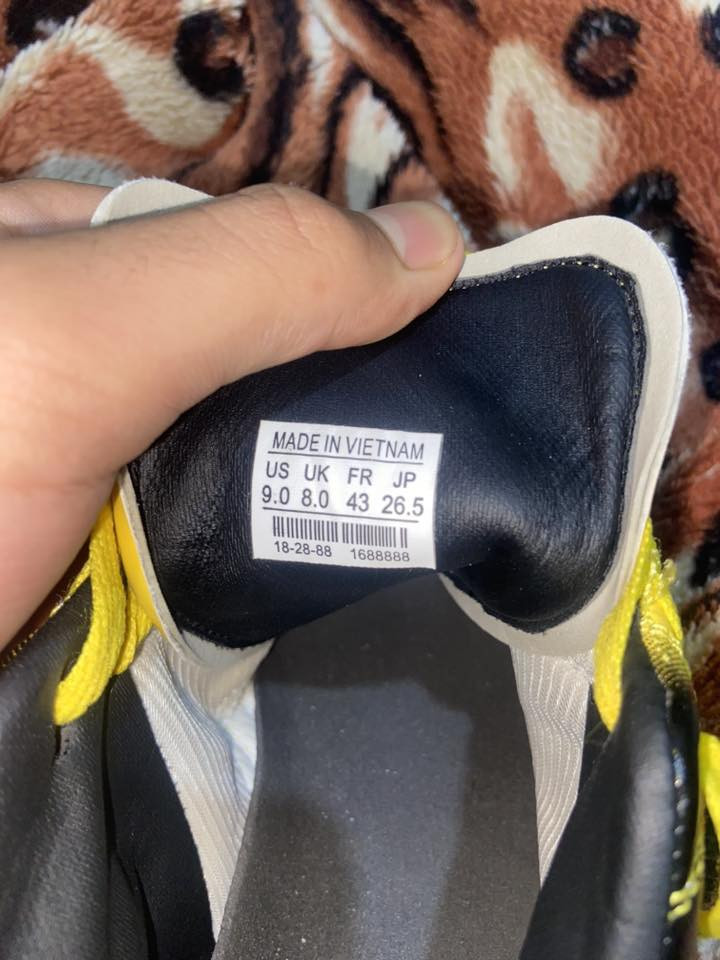 MADE IN VIETNAM
US UK FR JP
9.0 8.0 43 26.5
18-28-88 1688888